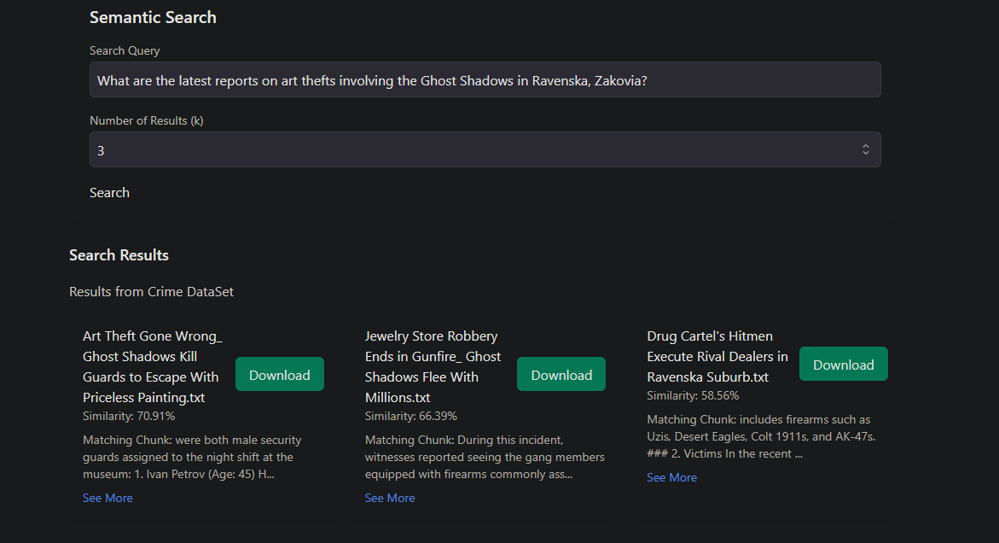 Semantic Search
Search Query
What are the latest reports on art thefts involving the Ghost Shadows in Ravenska, Zakovia?
Number of Results (k)
3
Search
Search Results
Results from Crime DataSet
Art Theft Gone Wrong_
Ghost Shadows Kill
Guards to Escape With
Priceless Painting.txt
Download
Similarity: 70.91%
Matching Chunk: were both male security
guards assigned to the night shift at the
museum: 1. Ivan Petrov (Age: 45) H...
See More
Jewelry Store Robbery
Ends in Gunfire_ Ghost
Shadows Flee With
Millions.txt
Download
Similarity: 66.39%
Matching Chunk: During this incident,
witnesses reported seeing the gang members
equipped with firearms commonly ass...
See More
Drug Cartel's Hitmen
Execute Rival Dealers in
Ravenska Suburb.txt
Download
Similarity: 58.56%
Matching Chunk: includes firearms such as
Uzis, Desert Eagles, Colt 1911s, and AK-47s.
### 2. Victims In the recent ...
See More